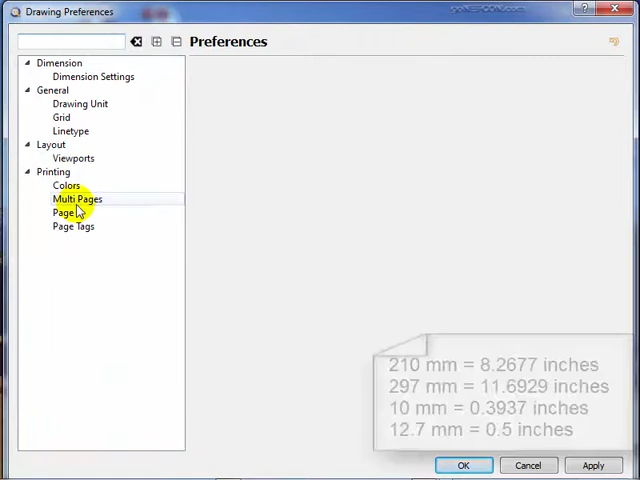 Drawing Preferences
?
Preferences
Dimension
Dimension Settings
General
Drawing Unit
Grid
Linetype
Layout
Viewports
Printing
Colors
Multi Pages
Page
Page Tags
210 mm = 8.2677 inches
297 mm = 11.6929 inches
10 mm = 0.3937 inches
12.7 mm = 0.5 inches
OK
Cancel
Apply